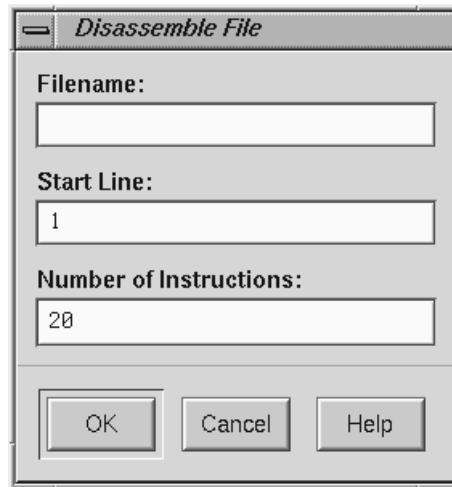 Disassemble File
Filename:
Start Line:
1
Number of Instructions:
20
OK Cancel Help